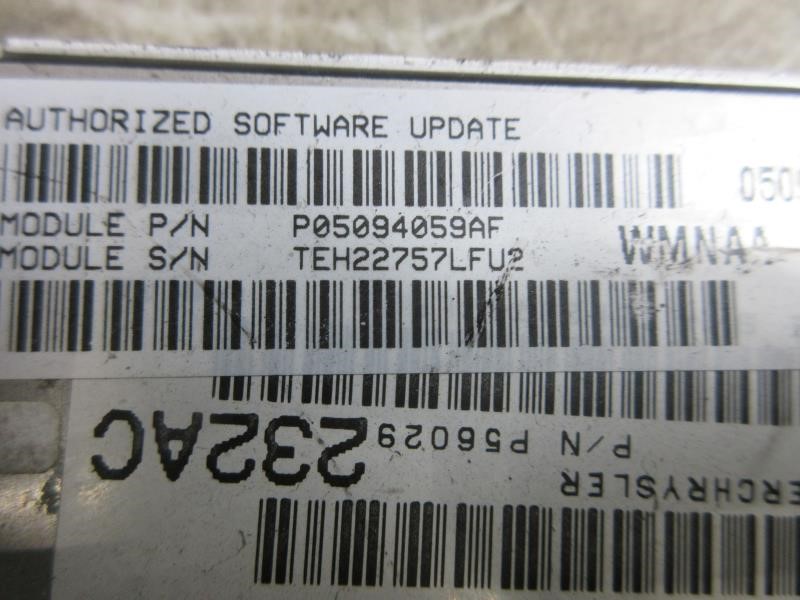 AUTHORIZED SOFTWARE UPDATE
MODULE P/N P05094059AF
MODULE S/N TEH22757LFU2 WMNAA
P/N P56029232AC
ERCHRYSLER